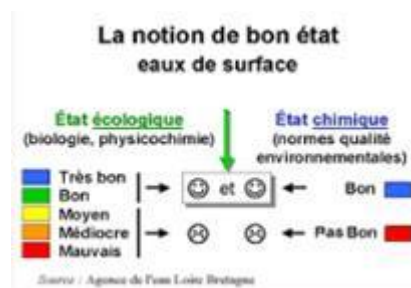 La notion de bon état
eaux de surface
État écologique
(biologie, physicochimie)
État chimique
(normes qualité
environnementales)
Très bon
Bon
Moyen
Médiocre
Mauvais
et
Bon
Pas Bon
Source : Agence de l'eau Loire Bretagne